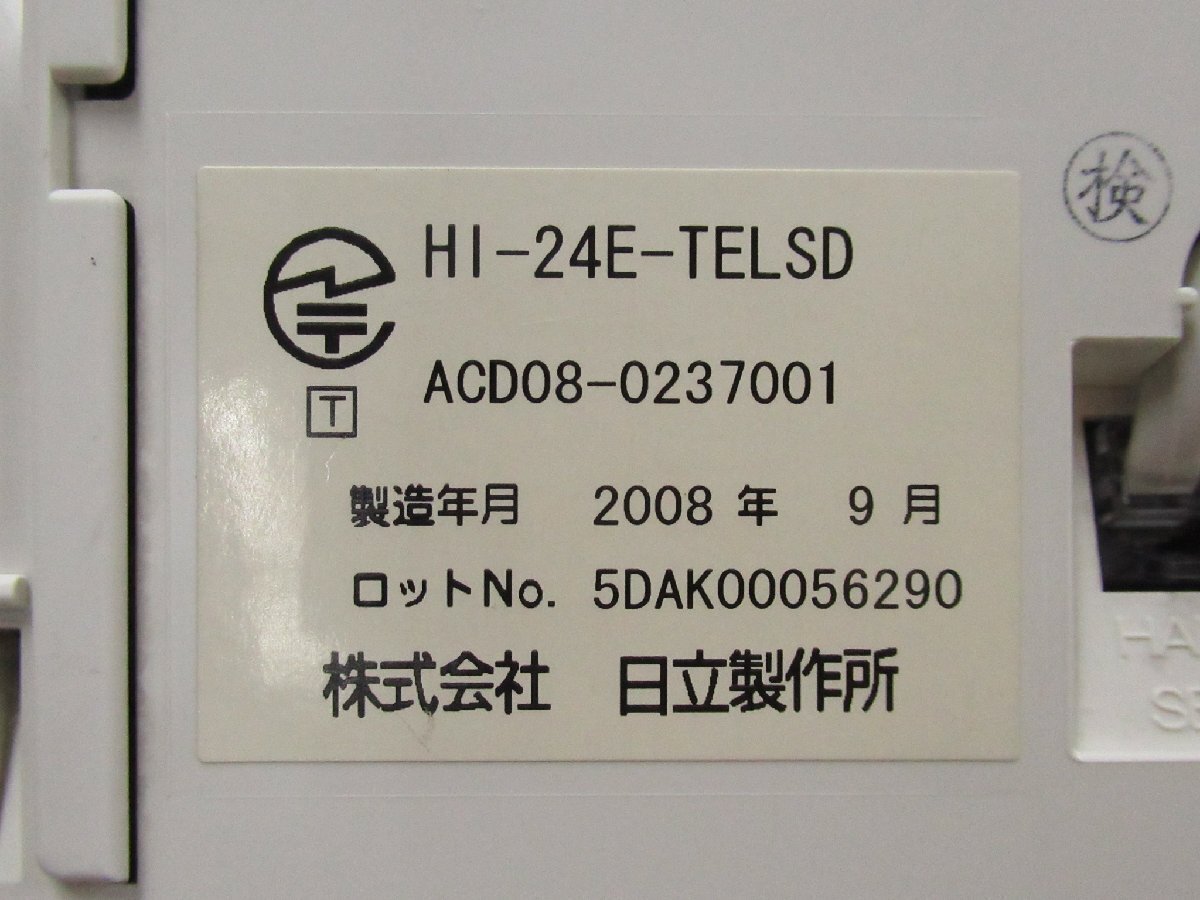 HI-24E-TELSD
ACD08-0237001
T
製造年月 2008 年 9 月
ロットNo. 5DAK00056290
株式会社 日立製作所
検
HA
S